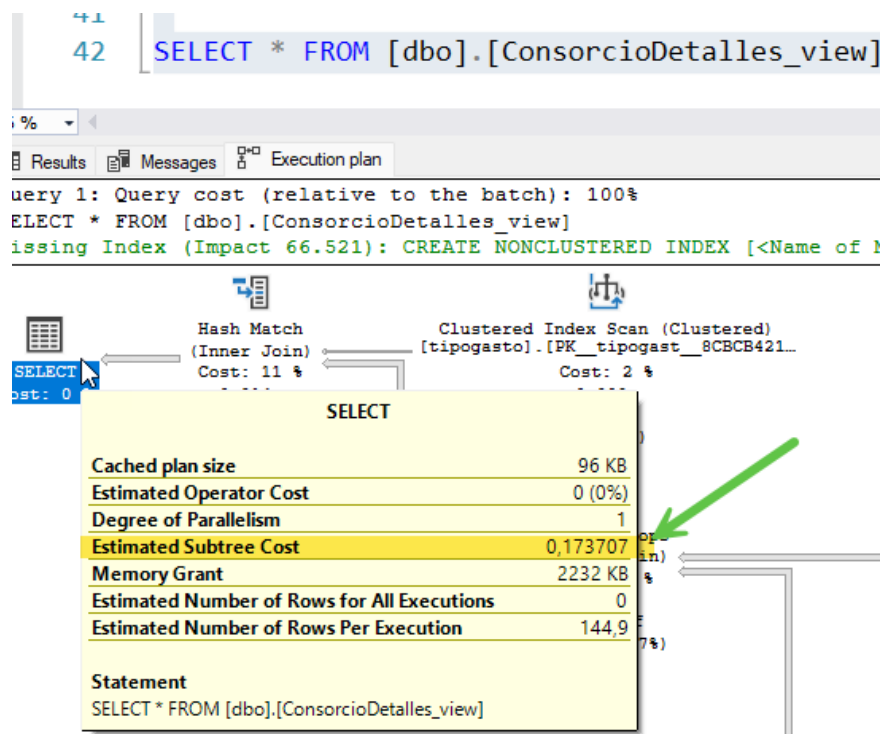 41
42 SELECT * FROM [dbo].[ConsorcioDetalles_view]
%
Results Messages Execution plan
uery 1: Query cost (relative to the batch): 100%
ELECT * FROM [dbo].[ConsorcioDetalles_view]
issing Index (Impact 66.521): CREATE NONCLUSTERED INDEX [<Name of M
Hash Match
(Inner Join)
Cost: 11 %
Clustered Index Scan (Clustered)
[tipogasto].[PK__tipogast__8CBCB421…
Cost: 2 %
SELECT
ost: 0
SELECT
Cached plan size 96 KB
Estimated Operator Cost 0 (0%)
Degree of Parallelism 1
Estimated Subtree Cost 0,173707
Memory Grant 2232 KB
Estimated Number of Rows for All Executions 0
Estimated Number of Rows Per Execution 144,9
Statement
SELECT * FROM [dbo].[ConsorcioDetalles_view]
in)
%
7%)